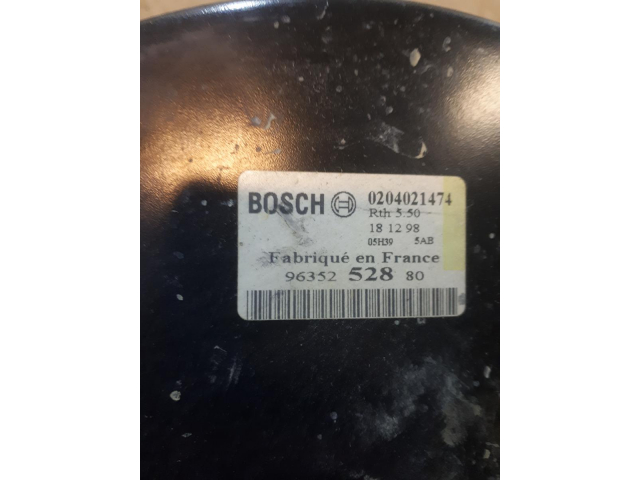 BOSCH 0204021474
Rth 5.50
18 12 98
05H39 5AB
Fabriqué en France
96352 528 80